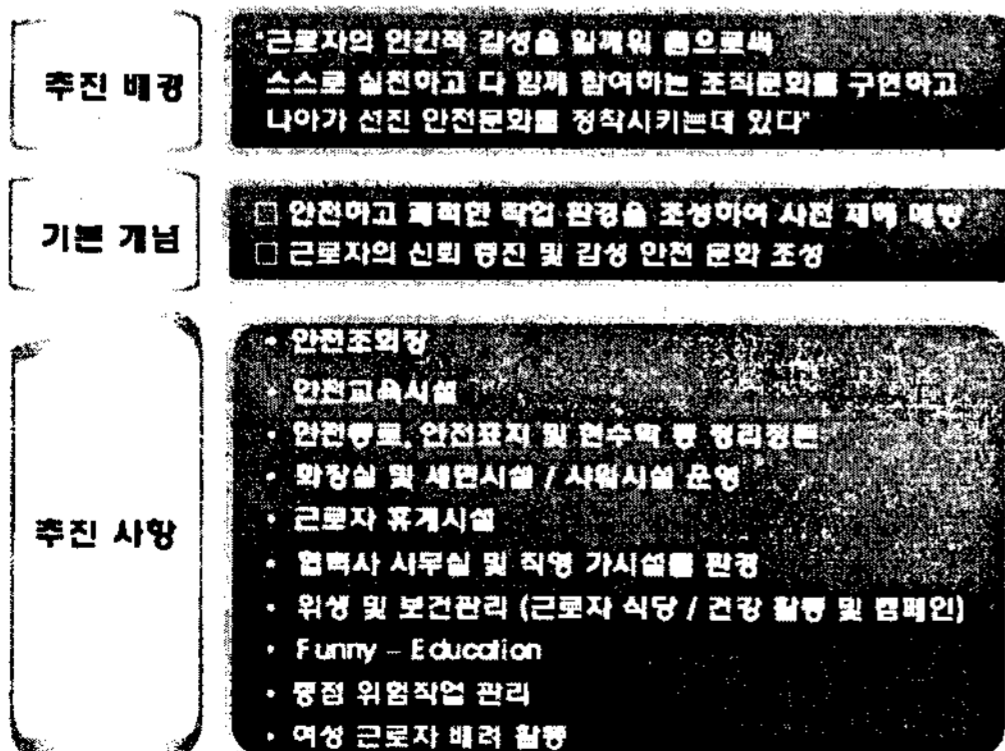 추진 배경
"근로자의 인간적 감성을 일깨워 줌으로써
스스로 실천하고 다 함께 참여하는 조직문화를 구현하고
나아가 선진 안전문화를 정착시키는데 있다"
기본 개념
□ 안전하고 쾌적한 작업 환경을 조성하여 사전 재해 예방
□ 근로자의 신뢰 증진 및 감성 안전 문화 조성
추진 사항
• 안전조회장
• 안전교육시설
• 안전통로, 안전표지 및 현수막 등 정리정돈
• 화장실 및 세면시설 / 샤워시설 운영
• 근로자 휴게시설
• 협력사 사무실 및 직영 가시설물 환경
• 위생 및 보건관리 (근로자 식당 / 건강 활동 및 캠페인)
• Funny – Education
• 중점 위험작업 관리
• 여성 근로자 배려 활동